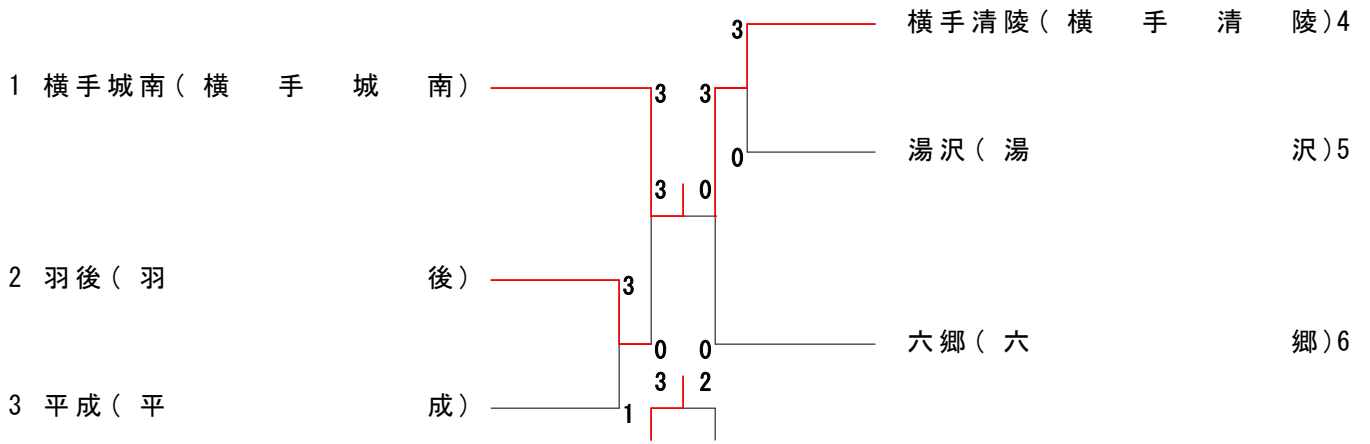 横手清陵(横手清陵)4
3
1 横手城南(横手城南)
3 3
湯沢(湯沢)5
0
3 0
2 羽後(羽後)
3
六郷(六郷)6
0 0
3 2
3 平成(平成)
1